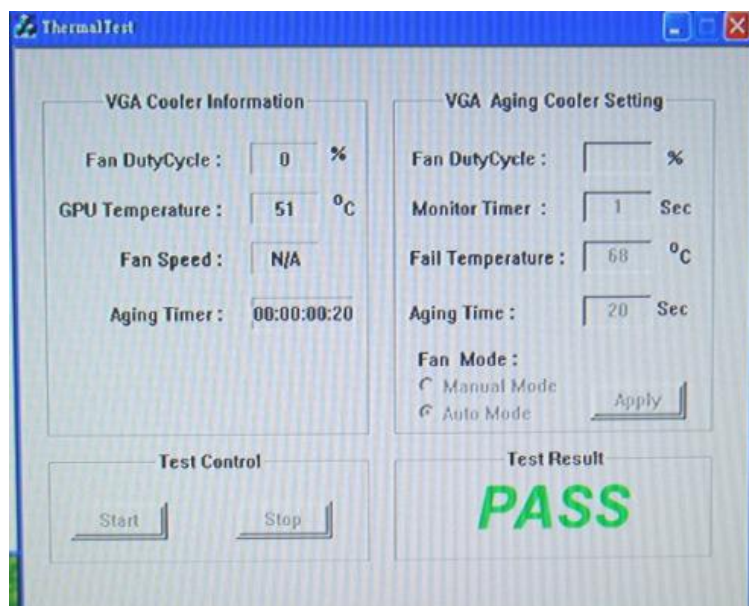 ThermalTest
VGA Cooler Information
Fan DutyCycle : 0 %
GPU Temperature : 51 °C
Fan Speed : N/A
Aging Timer : 00:00:00:20
VGA Aging Cooler Setting
Fan DutyCycle : %
Monitor Timer : 1 Sec
Fail Temperature : 68 °C
Aging Time : 20 Sec
Fan Mode :
Manual Mode
Auto Mode
Apply
Test Control
Start Stop
Test Result
PASS